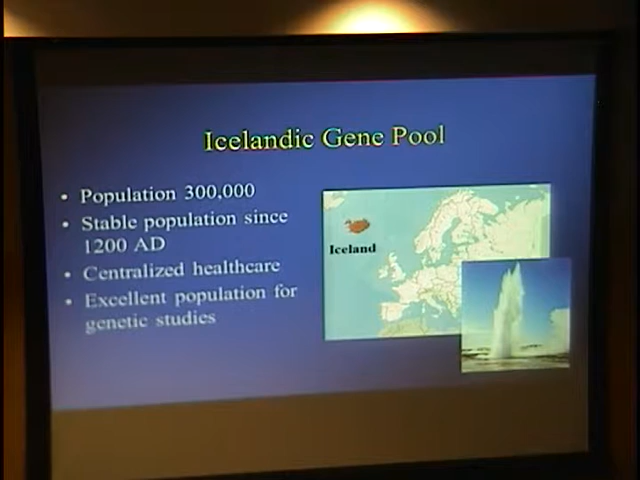 Icelandic Gene Pool
• Population 300,000
• Stable population since
1200 AD
• Centralized healthcare
• Excellent population for
genetic studies
Iceland